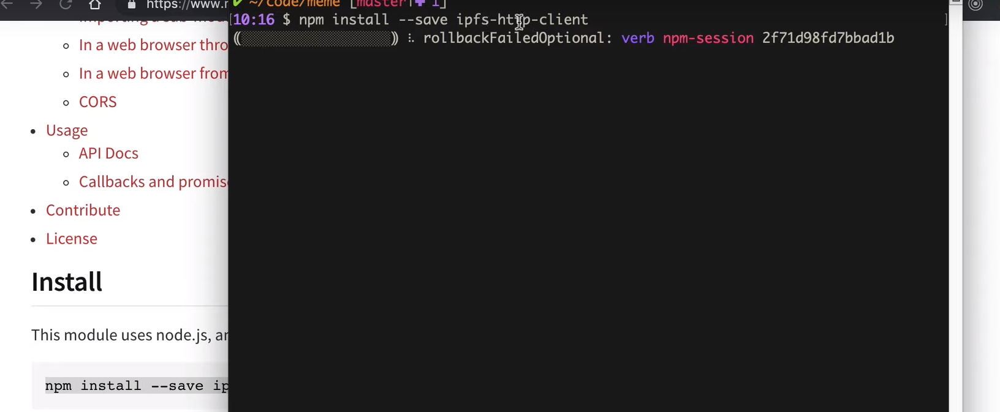 https://www.r
In a web browser thro
In a web browser from
CORS
Usage
API Docs
Callbacks and promis
Contribute
License
Install
This module uses node.js, an
npm install --save ip
✔ ~/code/meme [master|✚ 1]
[10:16 $ npm install --save ipfs-http-client ]
rollbackFailedOptional: verb npm-session 2f71d98fd7bbad1b